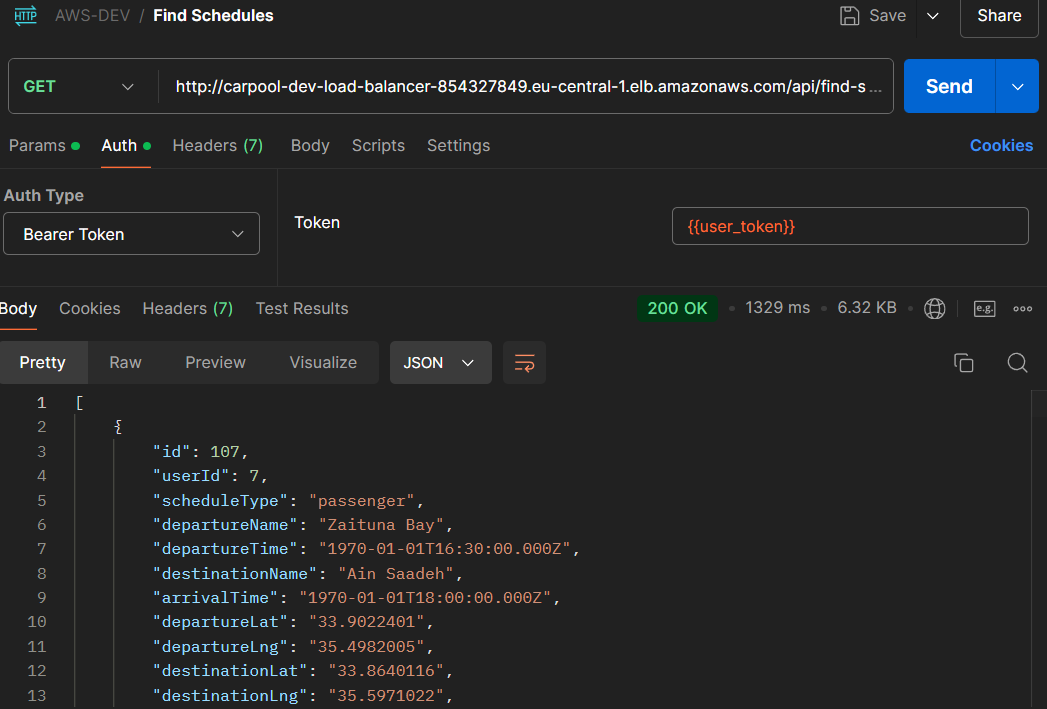 HTTP AWS-DEV / Find Schedules Save Share
GET http://carpool-dev-load-balancer-854327849.eu-central-1.elb.amazonaws.com/api/find-s ... Send
Params Auth Headers (7) Body Scripts Settings Cookies
Auth Type
Bearer Token
Token {{user_token}}
Body Cookies Headers (7) Test Results 200 OK 1329 ms 6.32 KB e.g.
Pretty Raw Preview Visualize JSON
1 [
2 {
3 "id": 107,
4 "userId": 7,
5 "scheduleType": "passenger",
6 "departureName": "Zaituna Bay",
7 "departureTime": "1970-01-01T16:30:00.000Z",
8 "destinationName": "Ain Saadeh",
9 "arrivalTime": "1970-01-01T18:00:00.000Z",
10 "departureLat": "33.9022401",
11 "departureLng": "35.4982005",
12 "destinationLat": "33.8640116",
13 "destinationLng": "35.5971022",